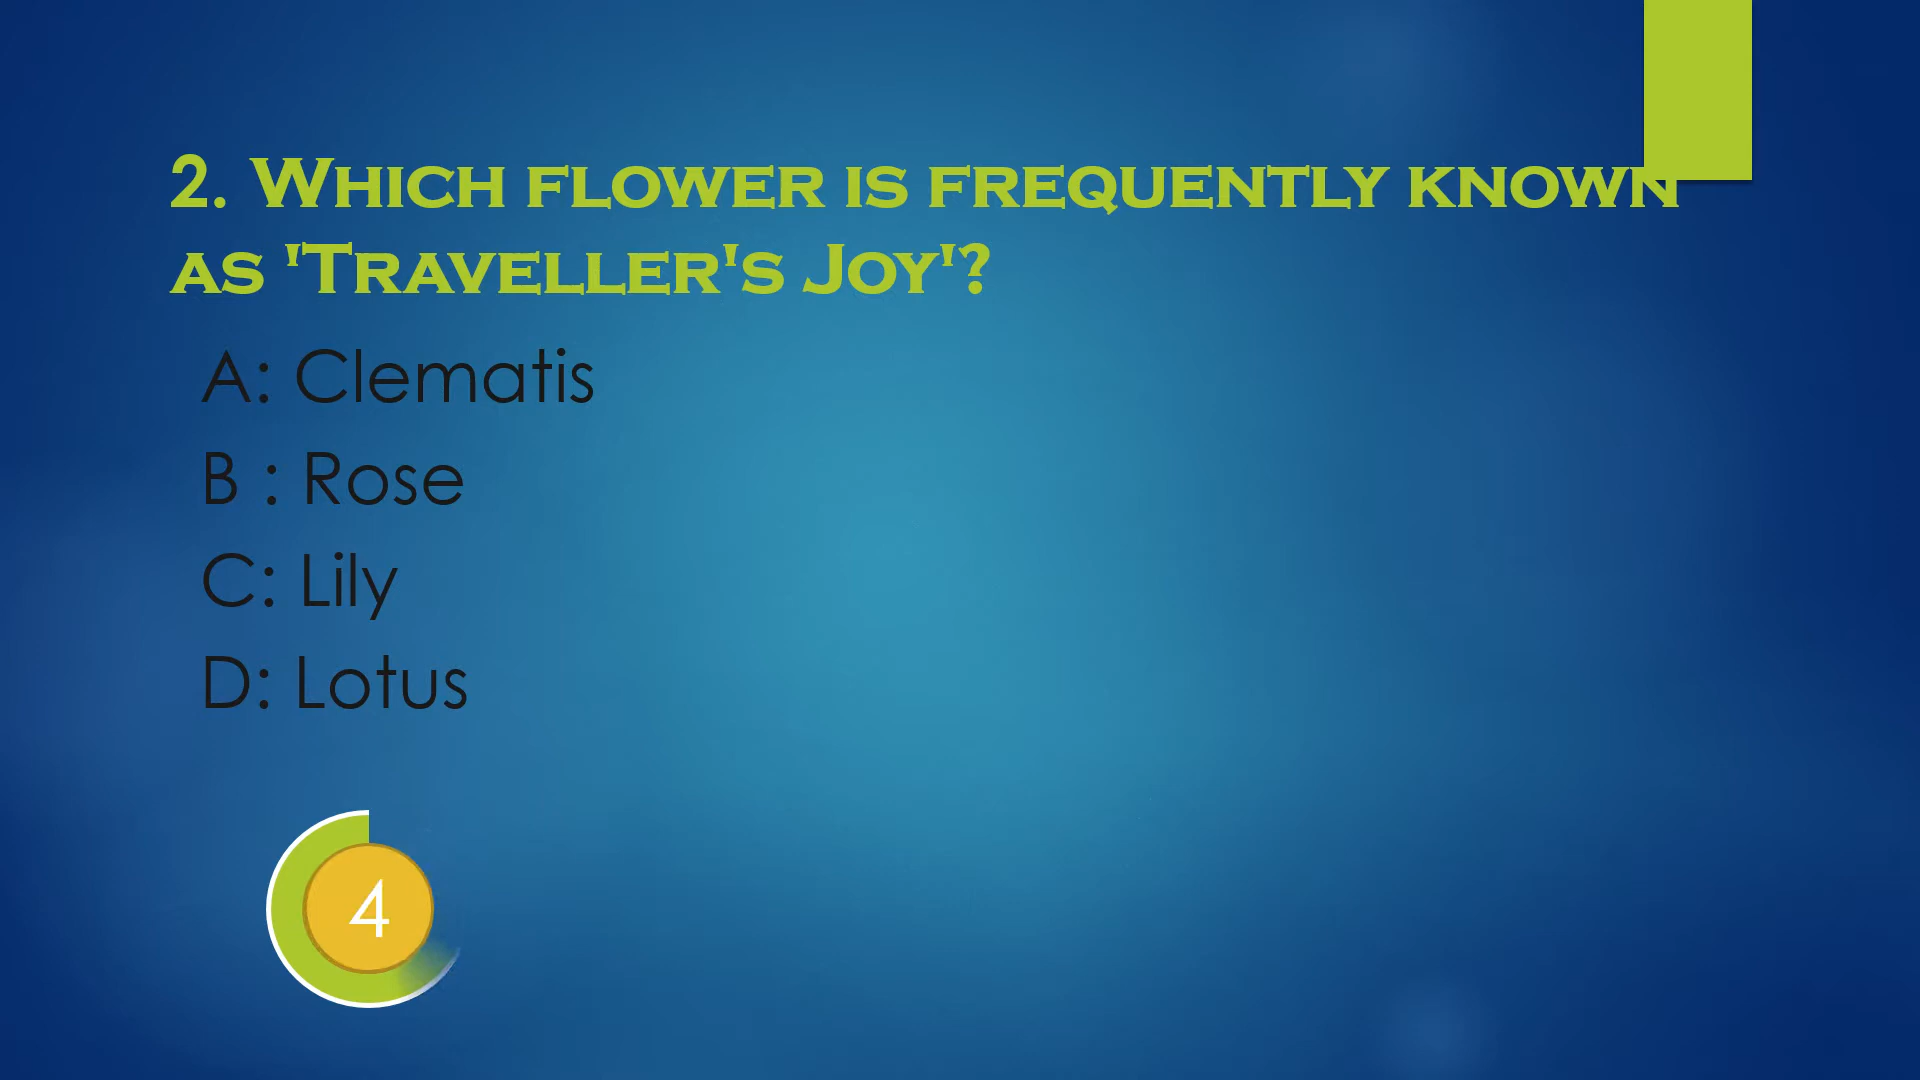 2. Which flower is frequently known
as 'Traveller's Joy'?
A: Clematis
B : Rose
C: Lily
D: Lotus
4